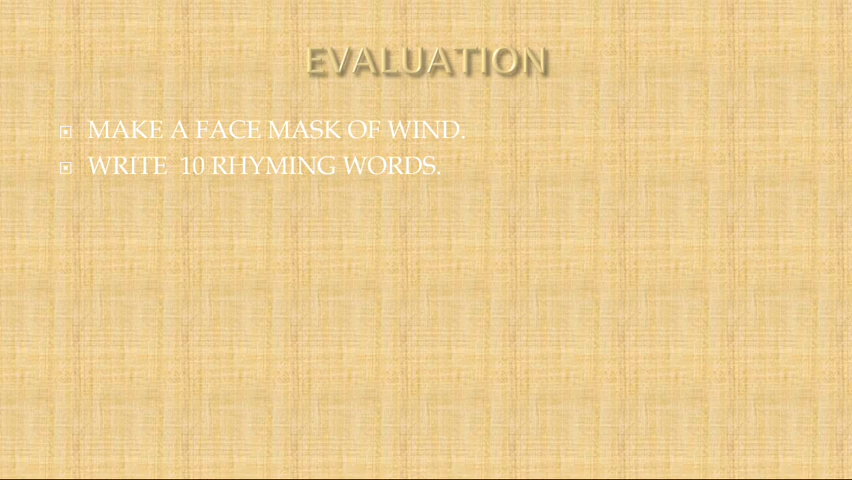 EVALUATION
MAKE A FACE MASK OF WIND.
WRITE  10 RHYMING WORDS.